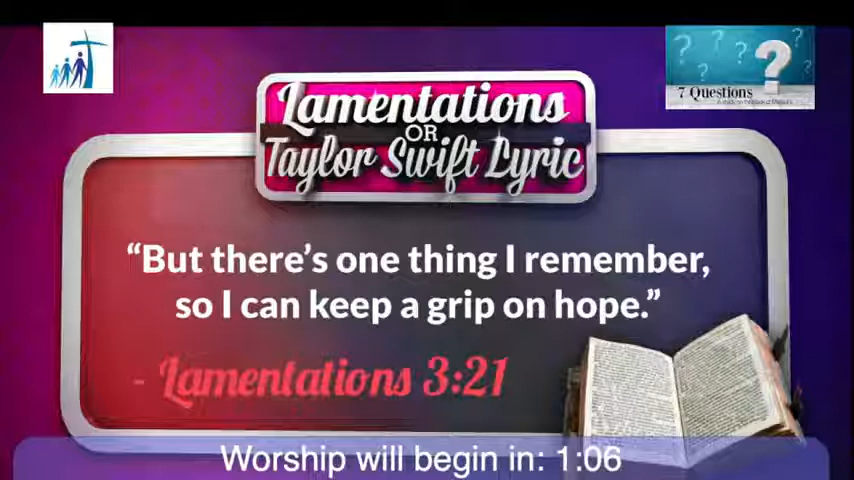 Lamentations
OR
Taylor Swift Lyric
7 Questions
“But there’s one thing I remember,
so I can keep a grip on hope.”
- Lamentations 3:21
Worship will begin in: 1:06